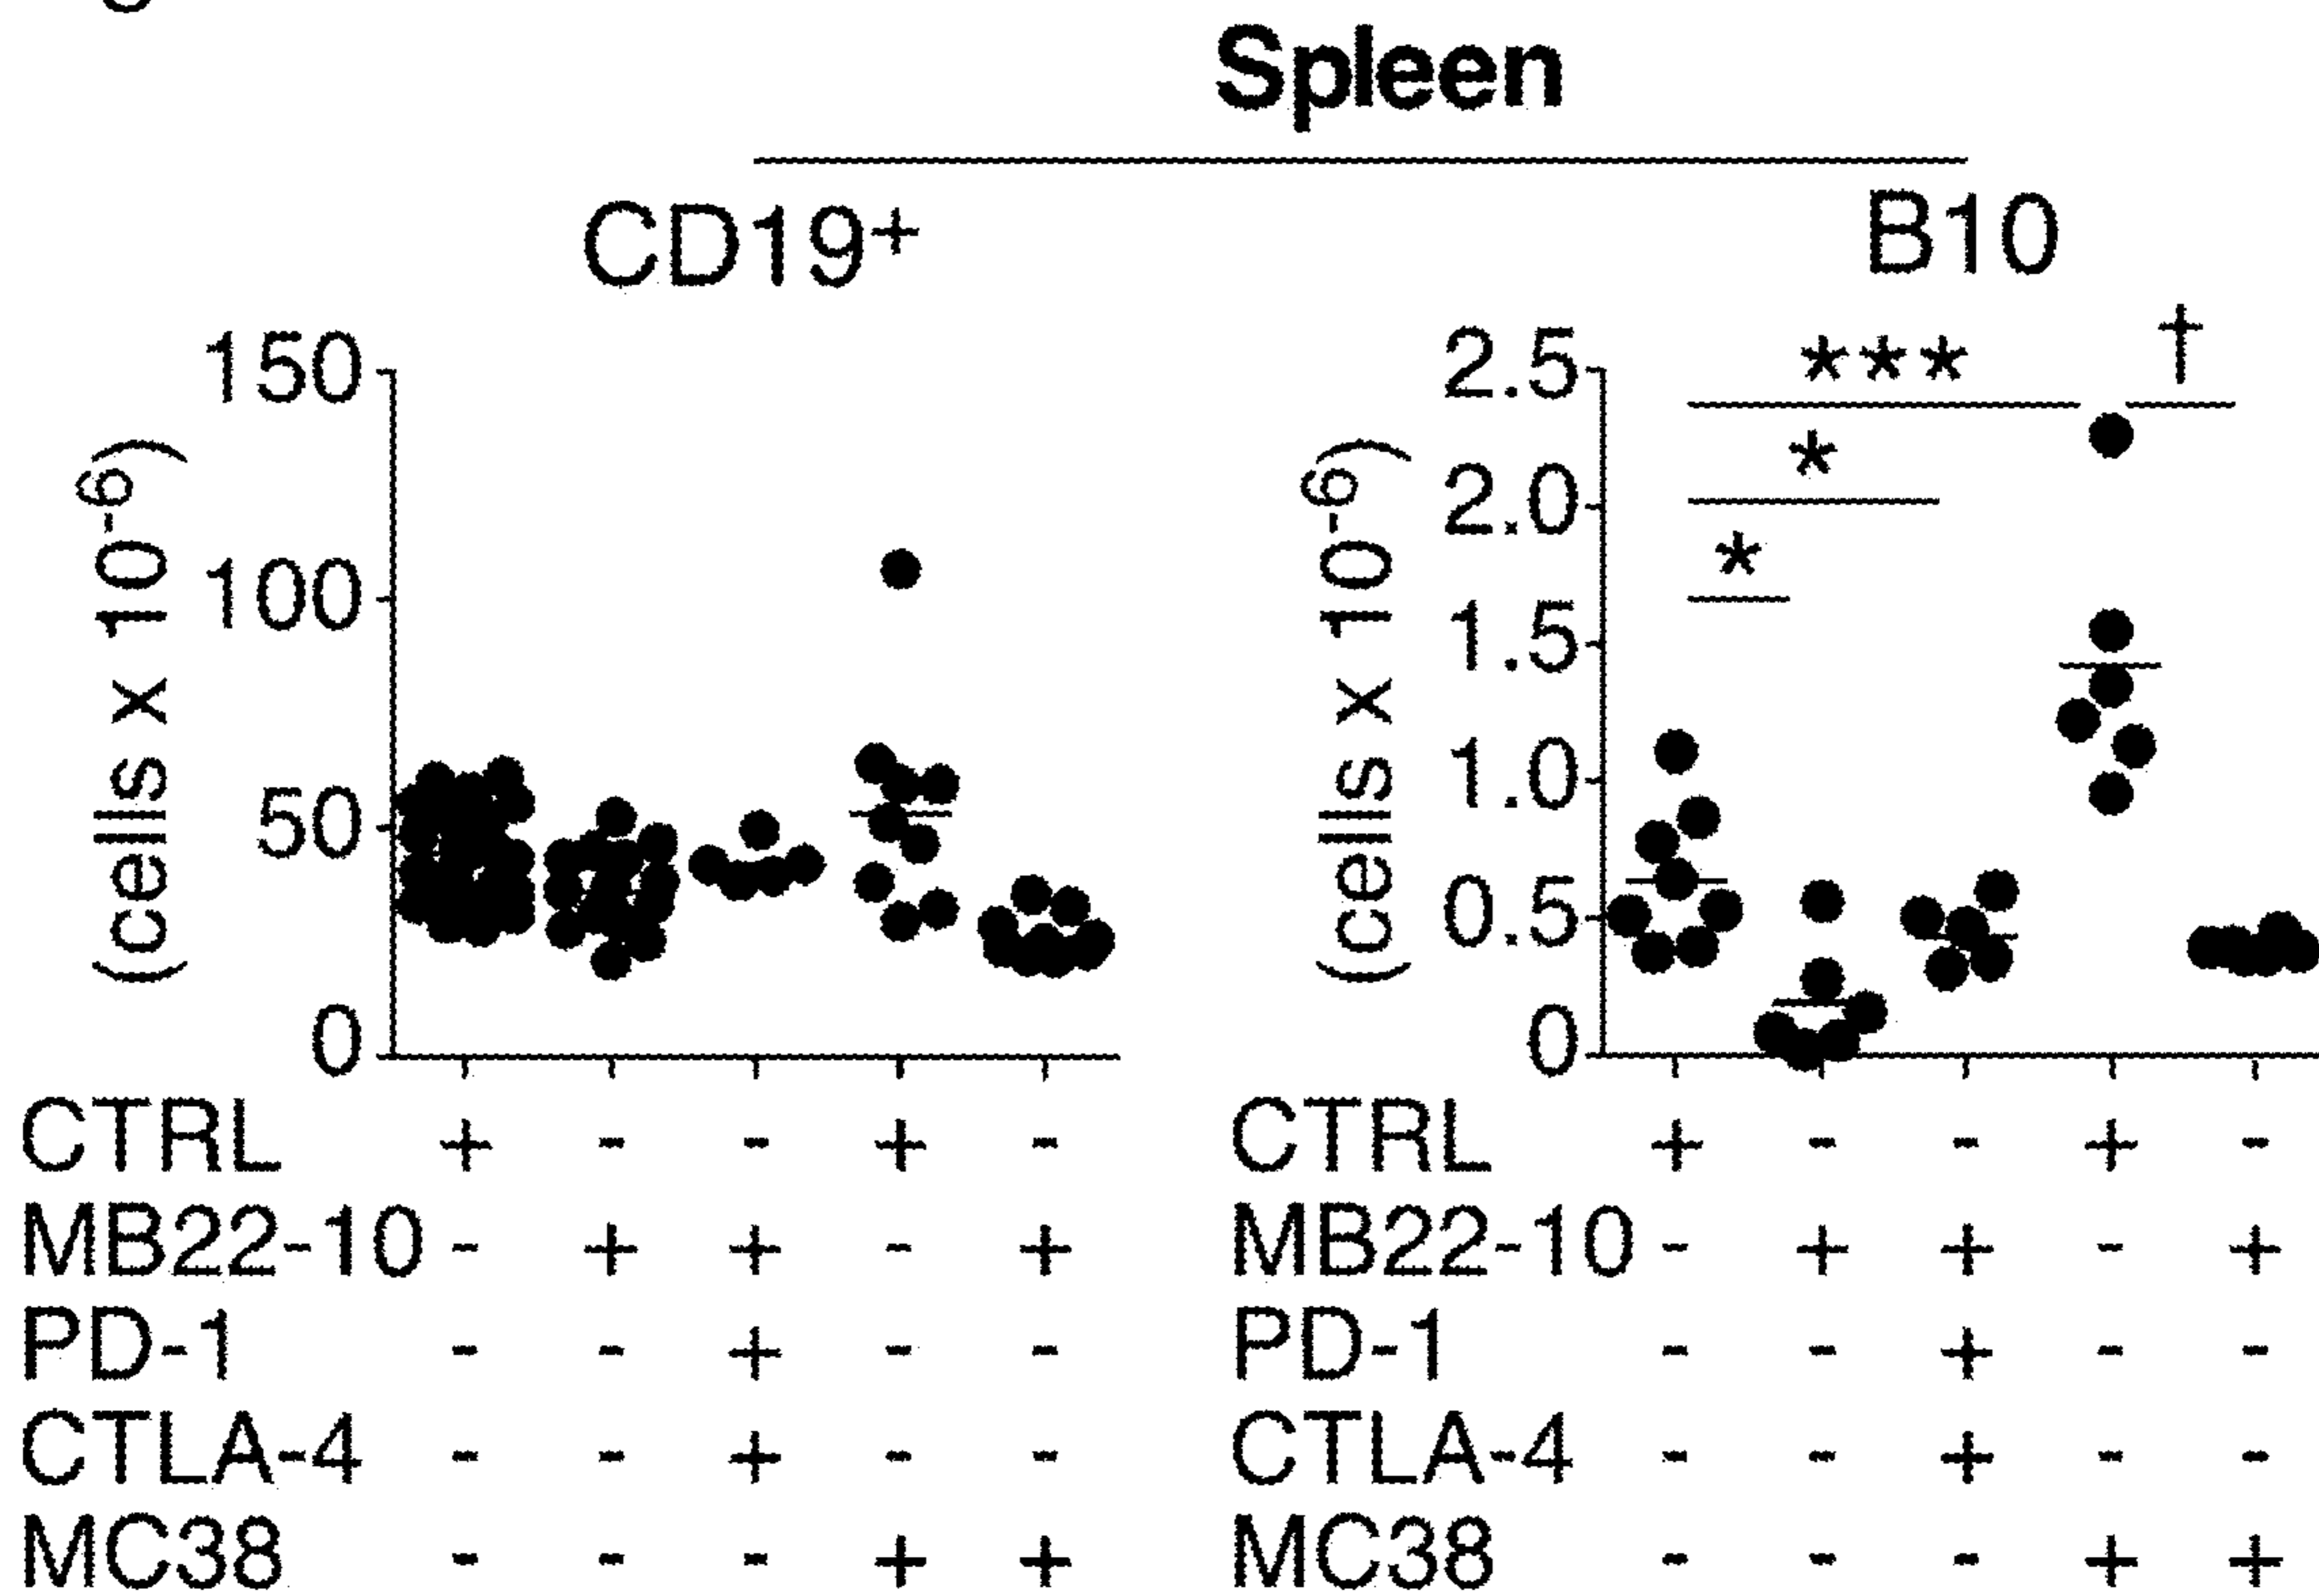 Spleen
CD19+
B10
(cells x 10-6)
150
100
50
0
(cells x 10-6)
2.5
2.0
1.5
1.0
0.5
0
***
†
*
*
CTRL + - - + -
MB22-10 - + + - +
PD-1 - - + - -
CTLA-4 - - + - -
MC38 - - - + +
CTRL + - - + -
MB22-10 - + + - +
PD-1 - - + - -
CTLA-4 - - + - -
MC38 - - - + +